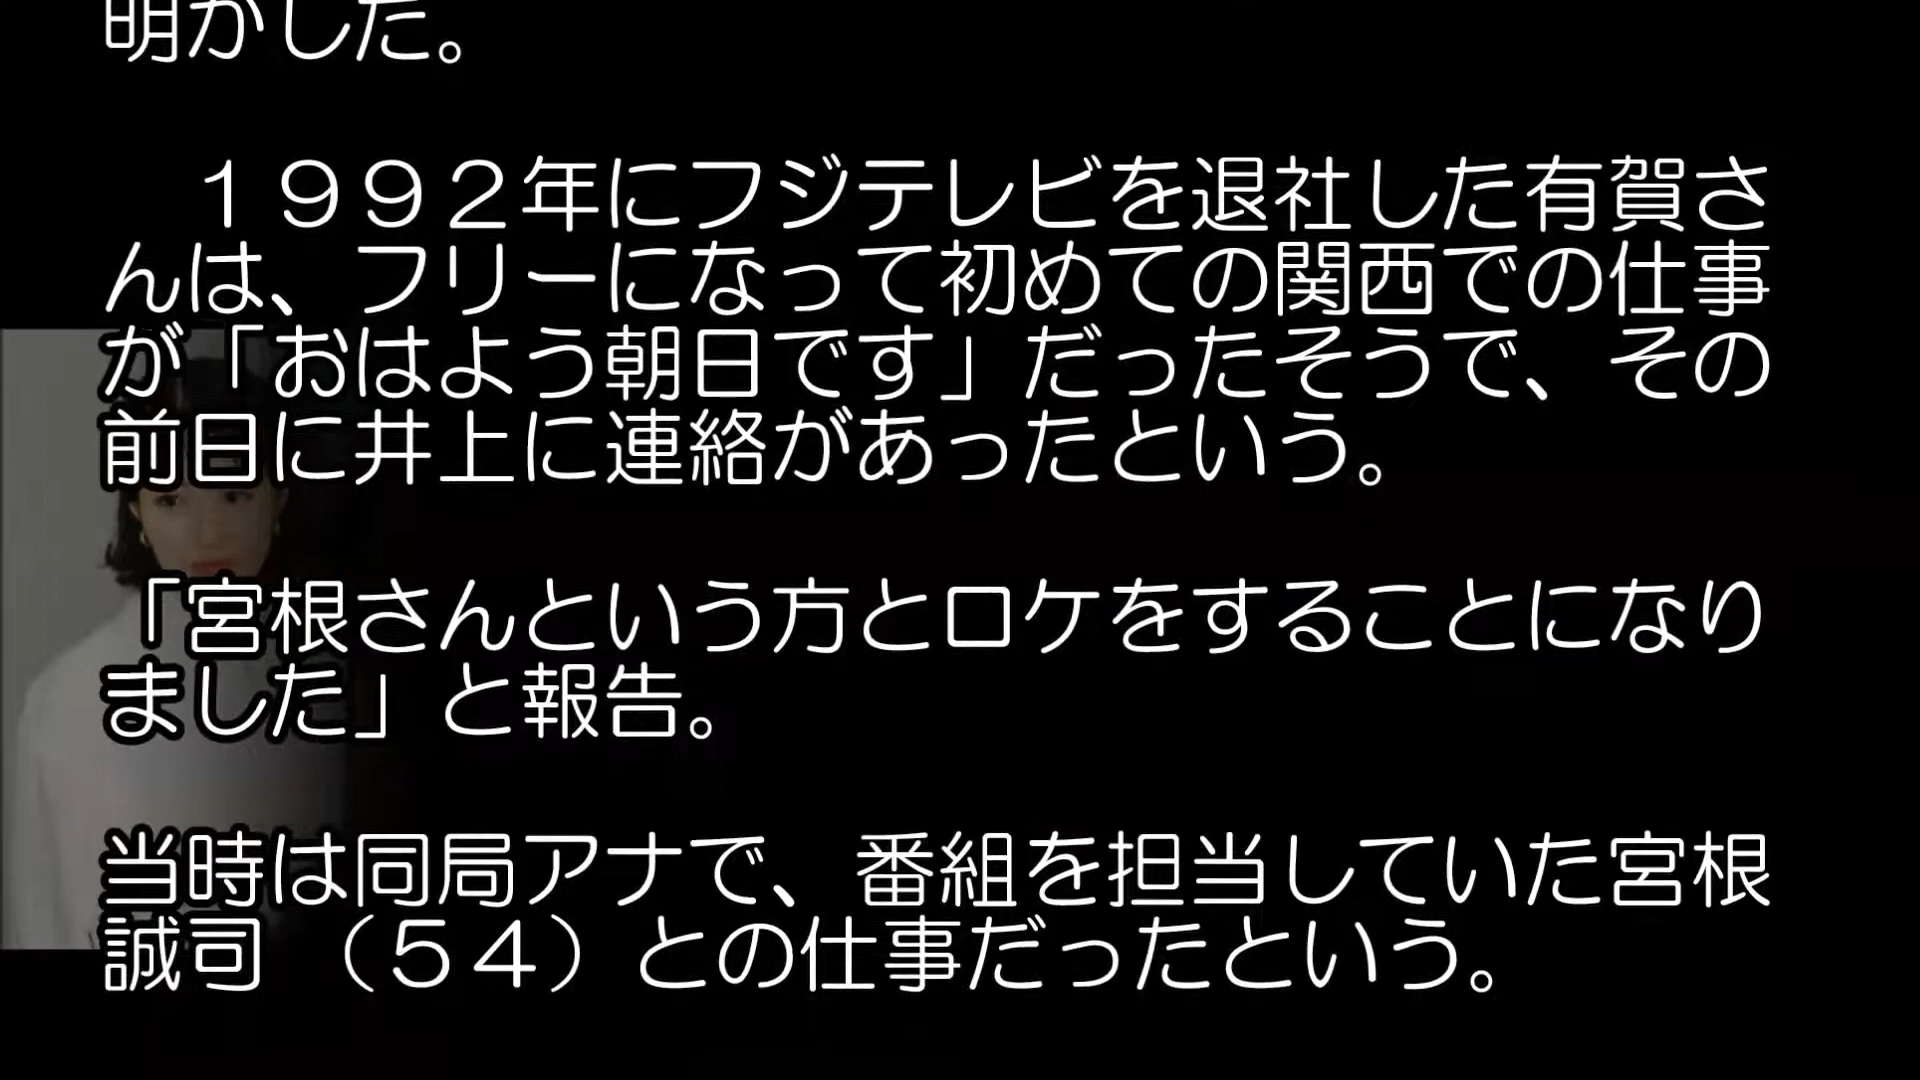 明かした。
１９９２年にフジテレビを退社した有賀さ
んは、フリーになって初めての関西での仕事
が「おはよう朝日です」だったそうで、その
前日に井上に連絡があったという。
「宮根さんという方とロケをすることになり
ました」と報告。
当時は同局アナで、番組を担当していた宮根
誠司（５４）との仕事だったという。